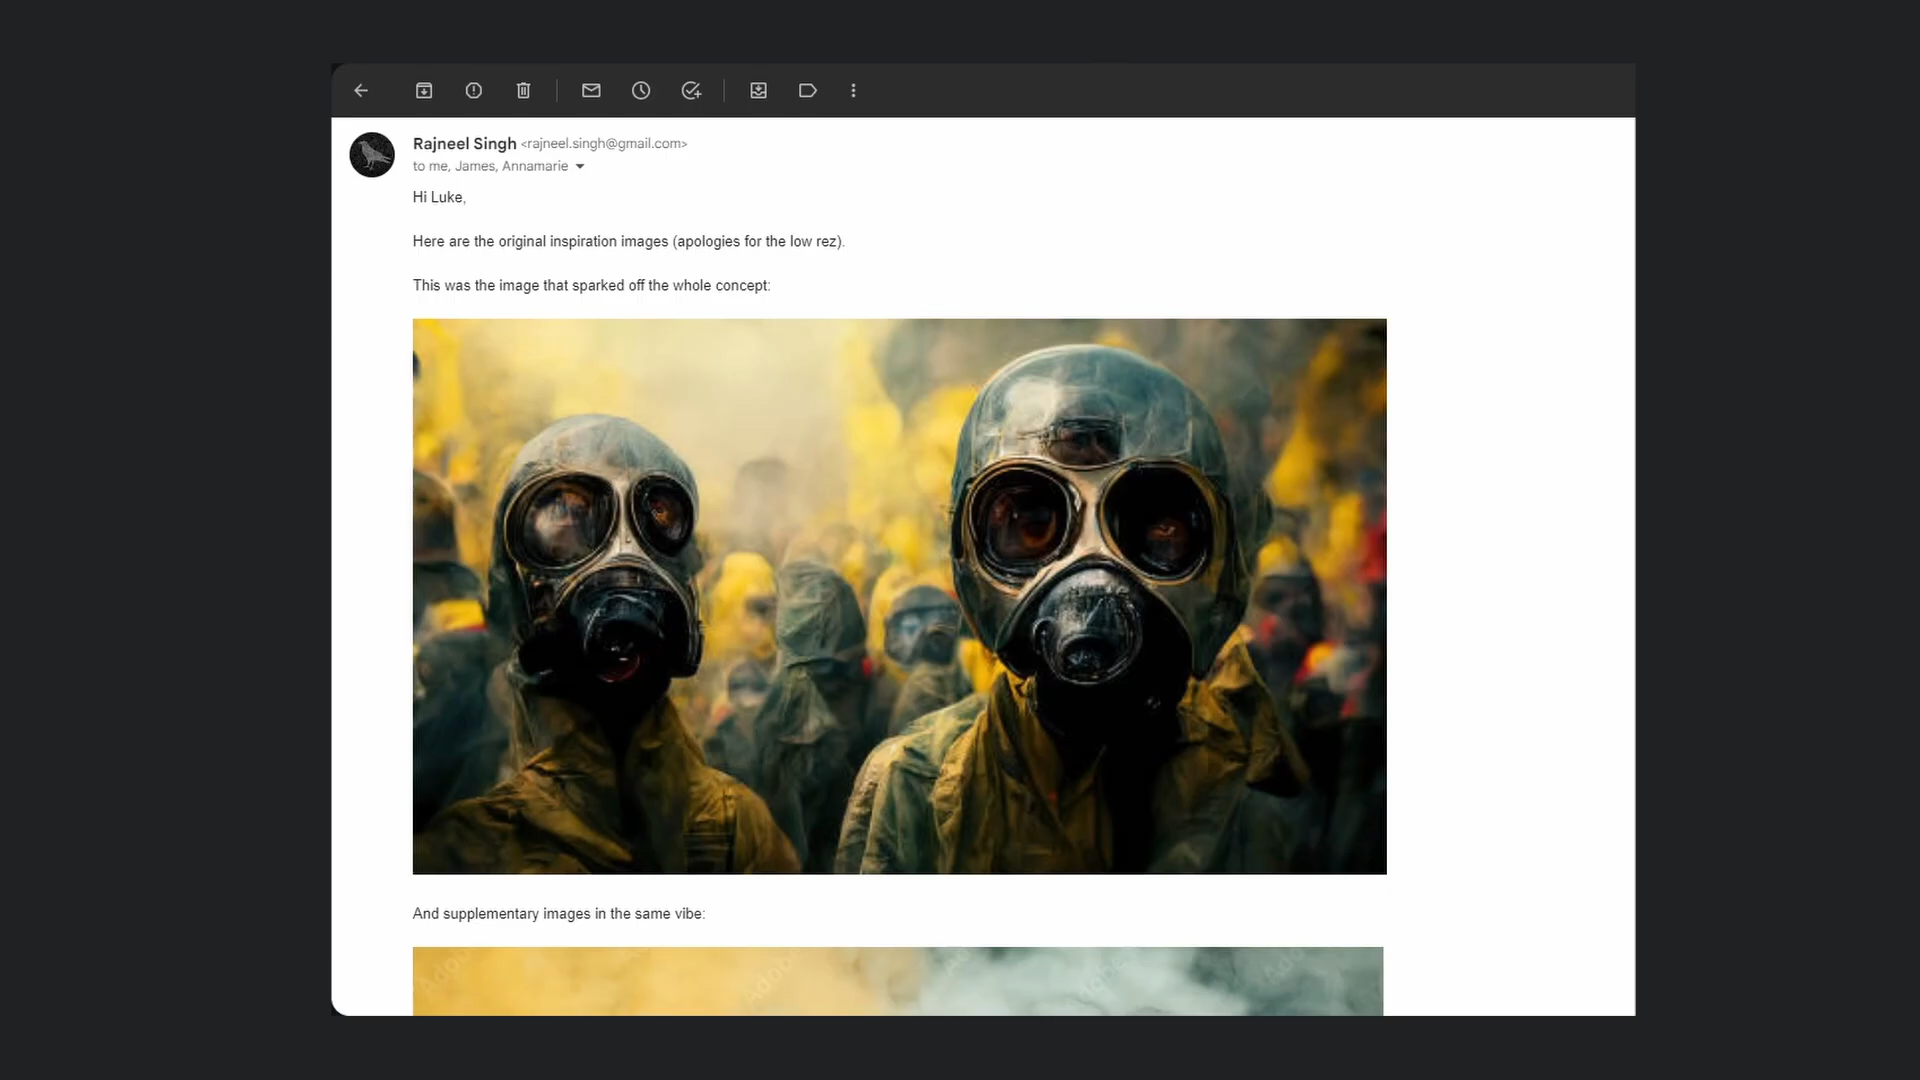 Rajneel Singh <rajneel.singh@gmail.com>
to me, James, Annamarie
Hi Luke,
Here are the original inspiration images (apologies for the low rez).
This was the image that sparked off the whole concept:
And supplementary images in the same vibe: